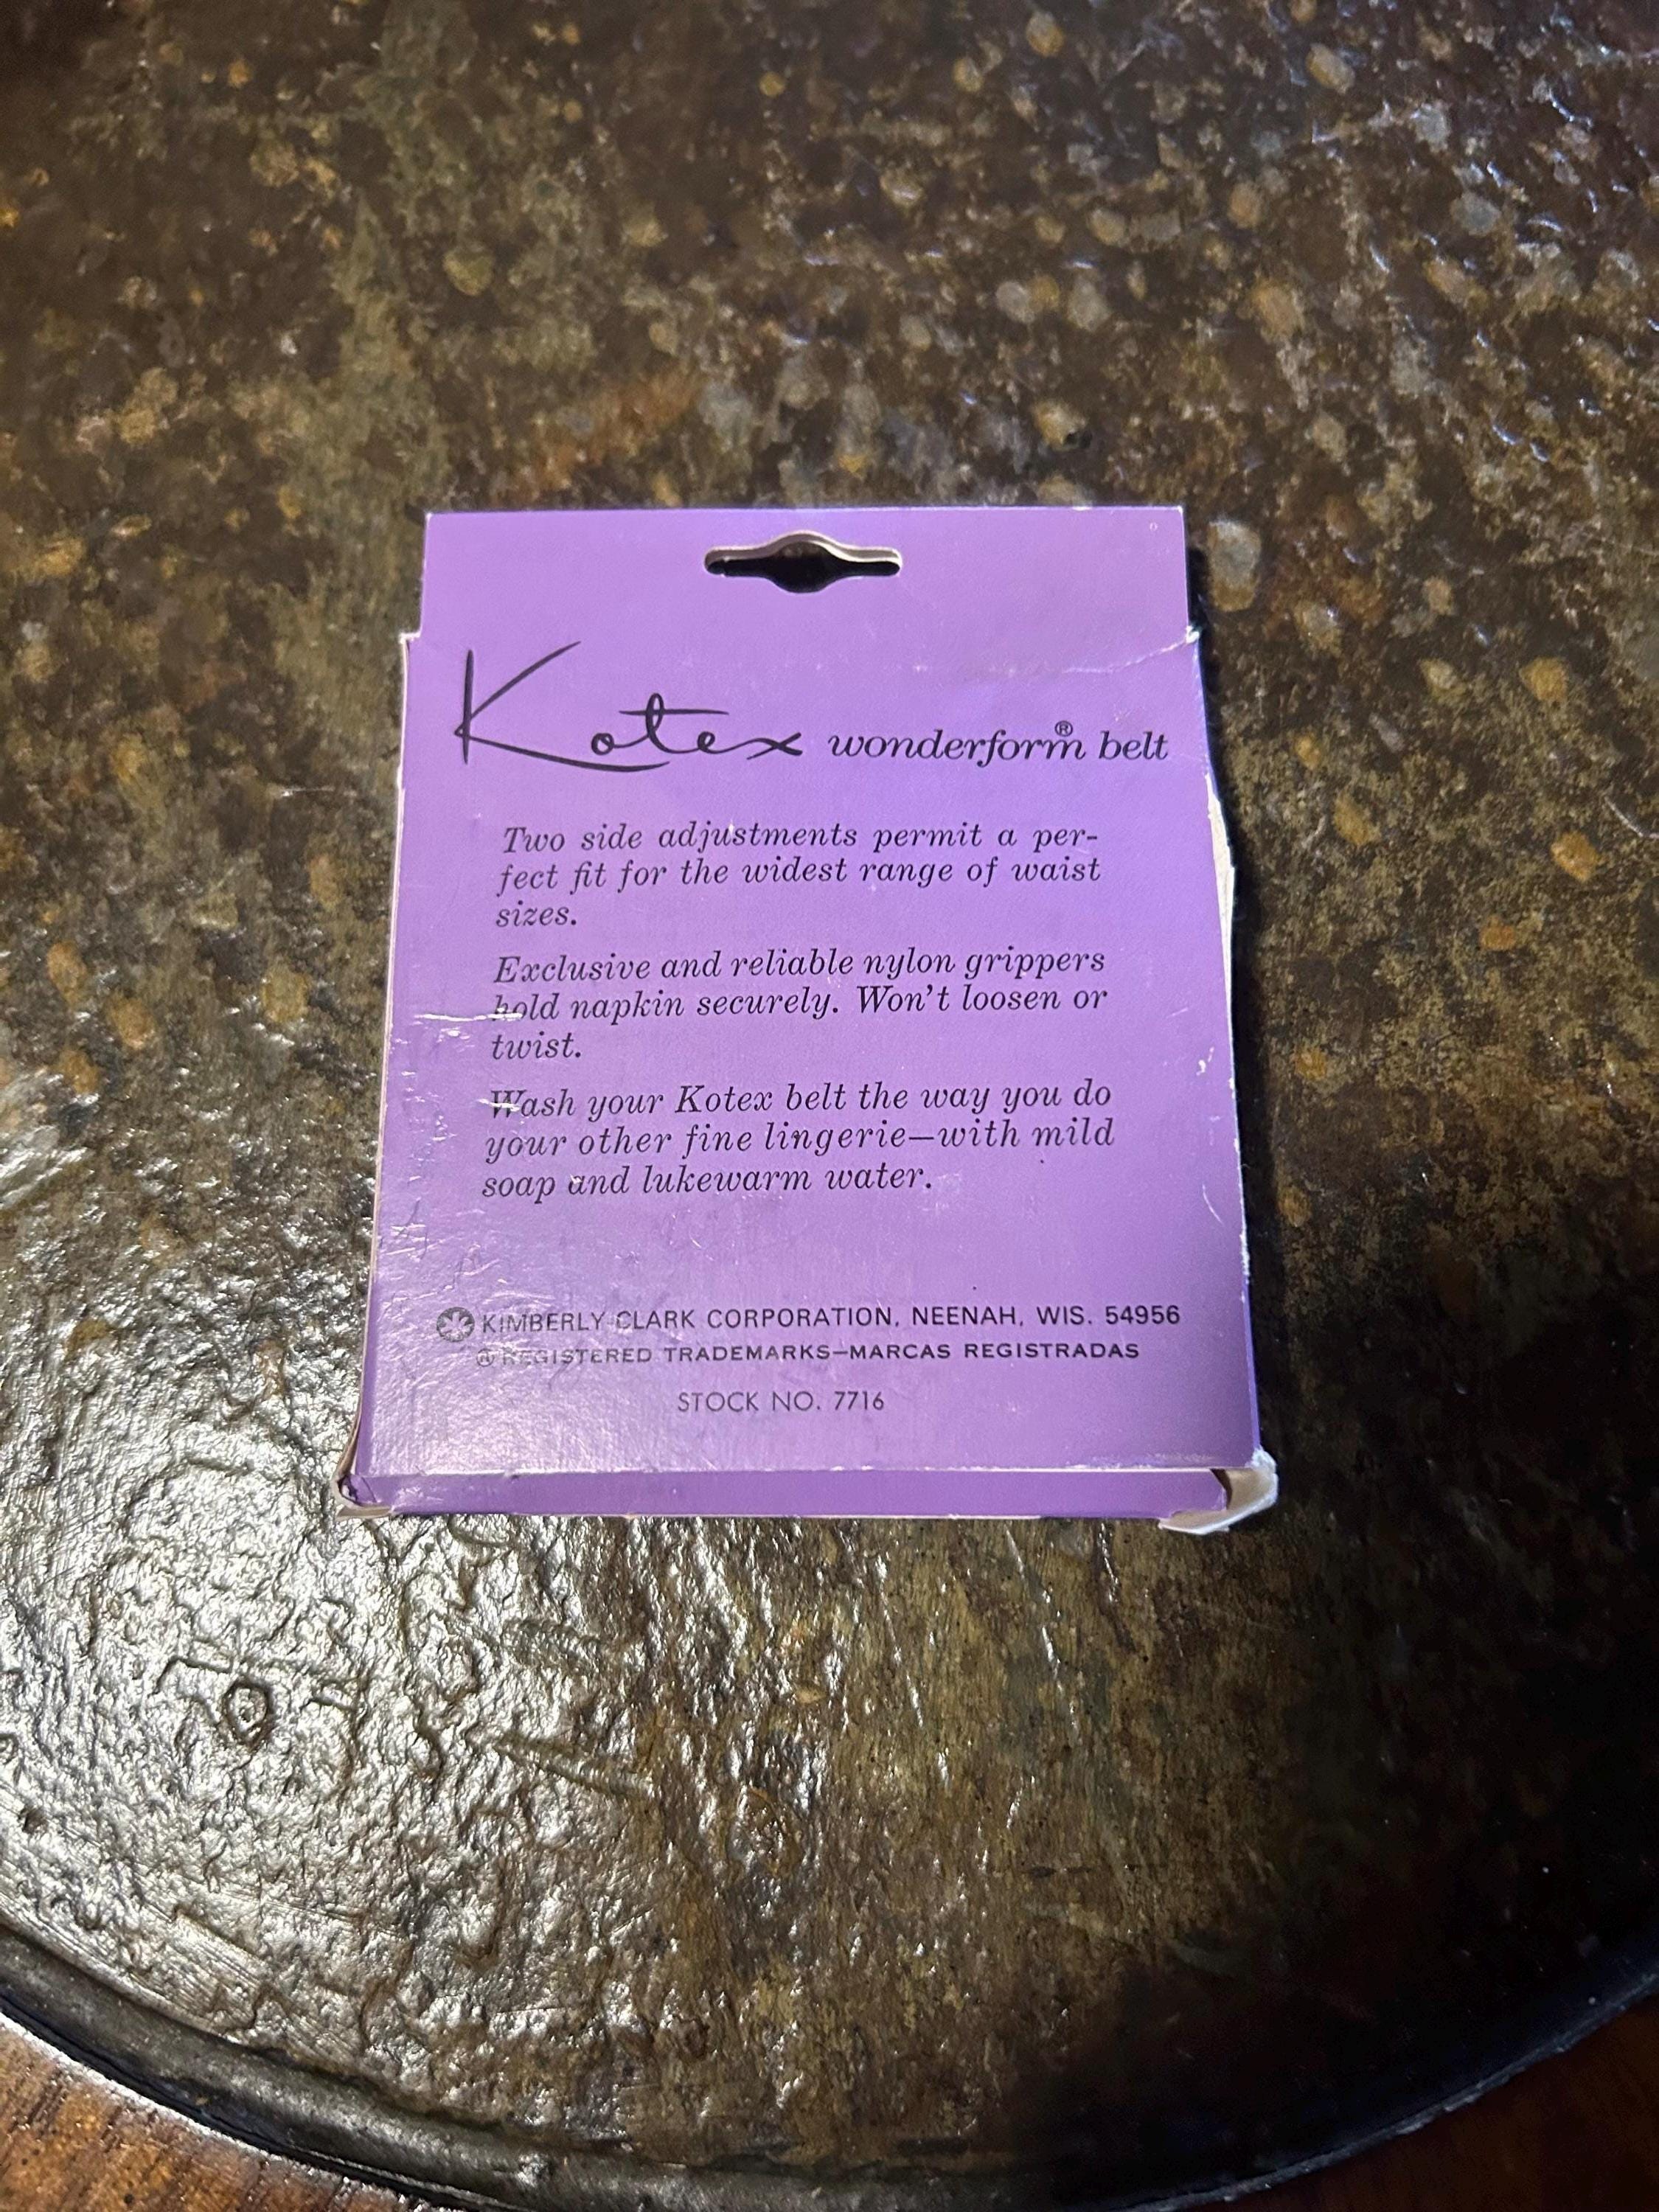 Kotex wonderform® belt
Two side adjustments permit a per-
fect fit for the widest range of waist
sizes.
Exclusive and reliable nylon grippers
hold napkin securely. Won't loosen or
twist.
Wash your Kotex belt the way you do
your other fine lingerie—with mild
soap and lukewarm water.
KIMBERLY-CLARK CORPORATION, NEENAH, WIS. 54956
® REGISTERED TRADEMARKS—MARCAS REGISTRADAS
STOCK NO. 7716